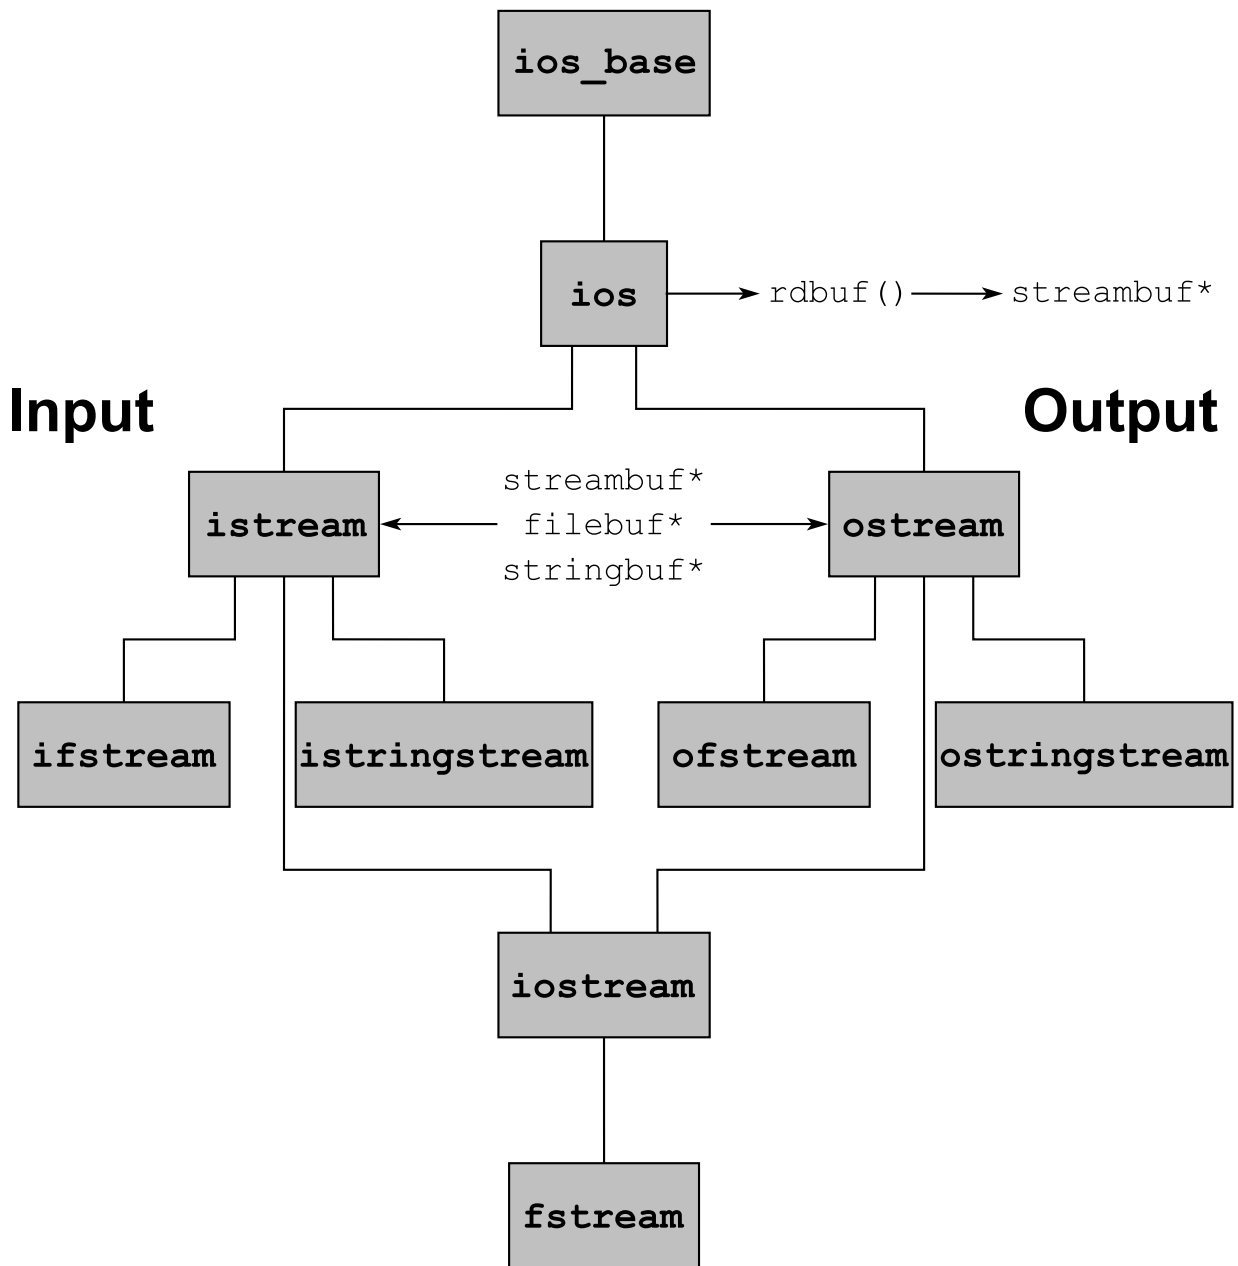 ios_base
ios
rdbuf()
streambuf*
Input
Output
streambuf*
istream
filebuf*
ostream
stringbuf*
ifstream
istringstream
ofstream
ostringstream
iostream
fstream